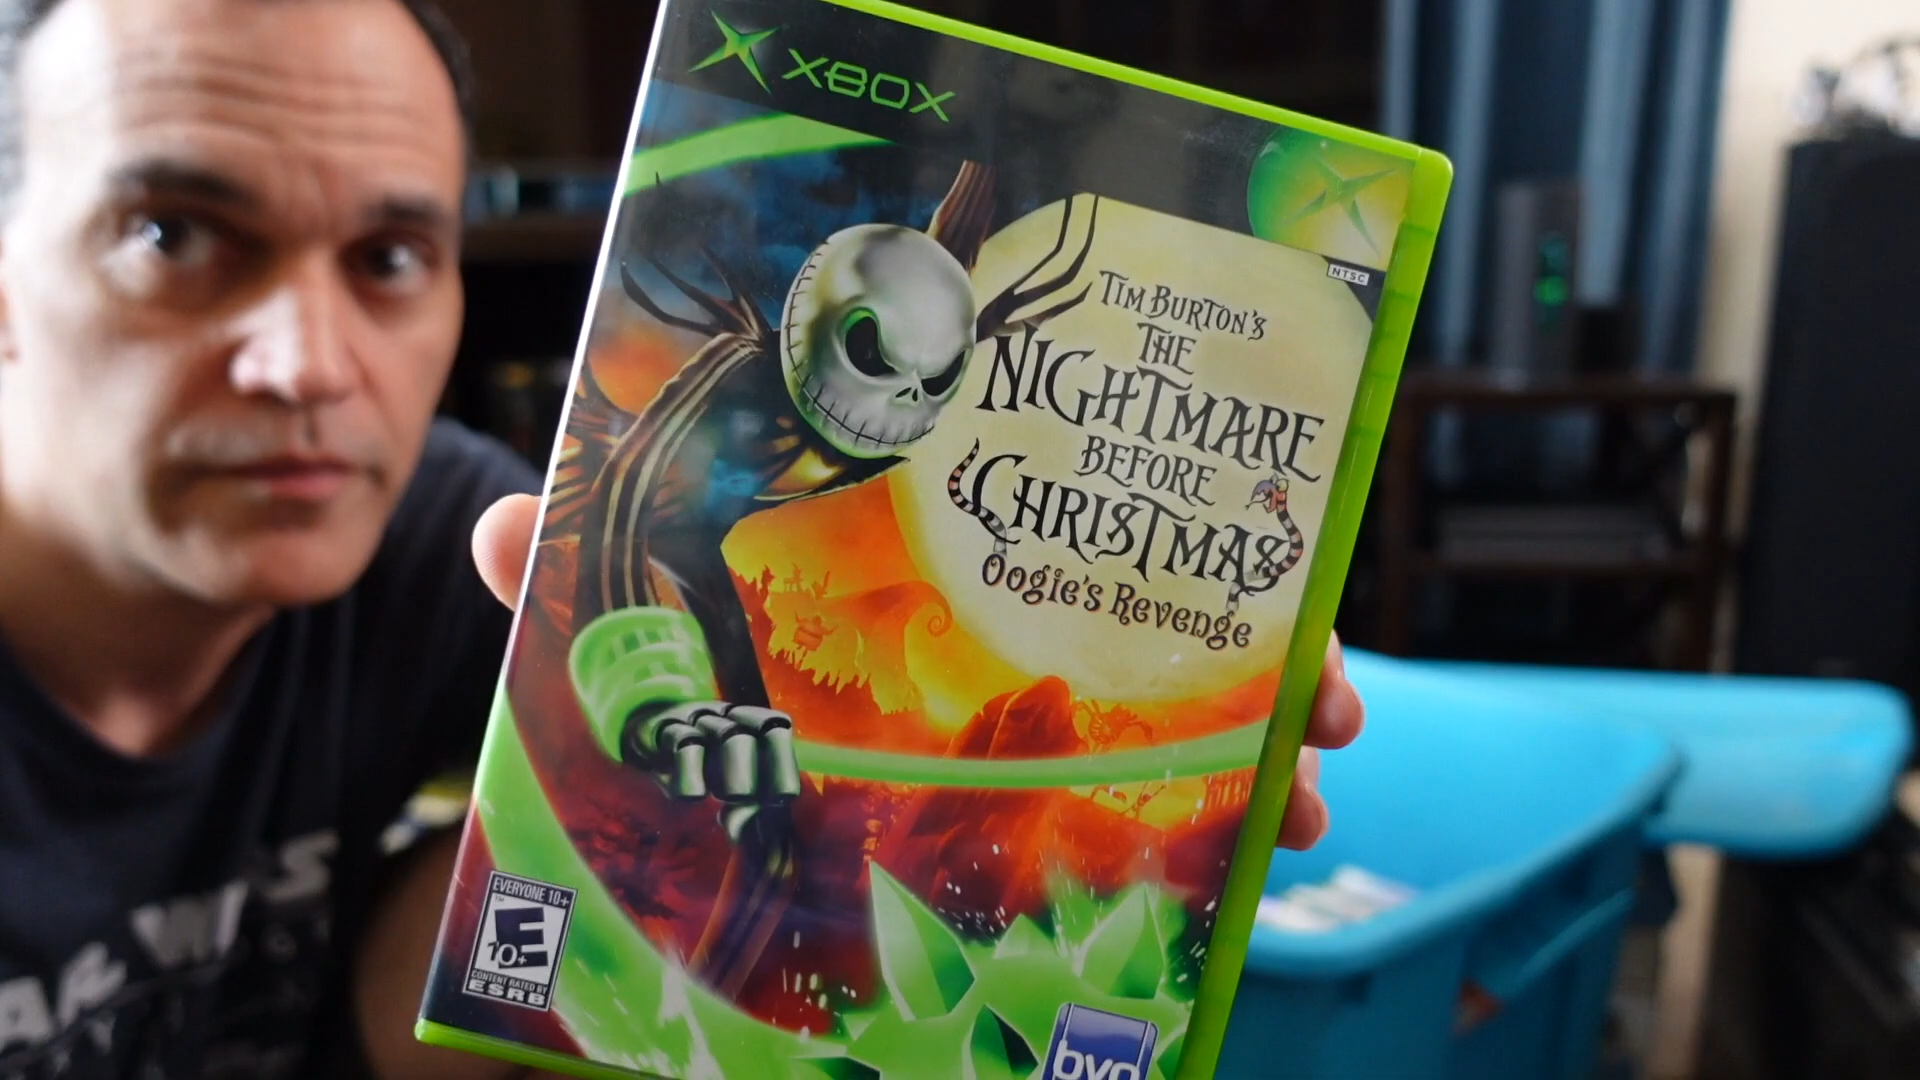 XBOX
NTSC
TIM BURTON'S
THE
NIGHTMARE
BEFORE
CHRISTMAS
Oogie's Revenge
EVERYONE 10+
E
10+
CONTENT RATED BY
ESRB